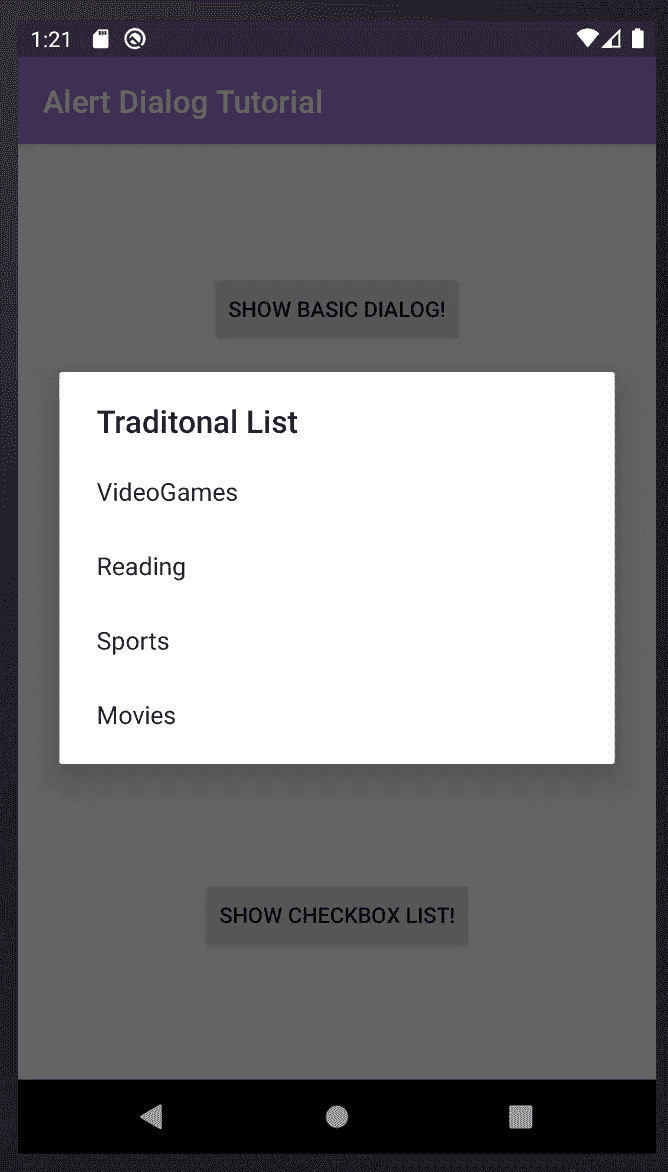 1:21
Alert Dialog Tutorial
SHOW BASIC DIALOG!
Traditonal List
VideoGames
Reading
Sports
Movies
SHOW CHECKBOX LIST!